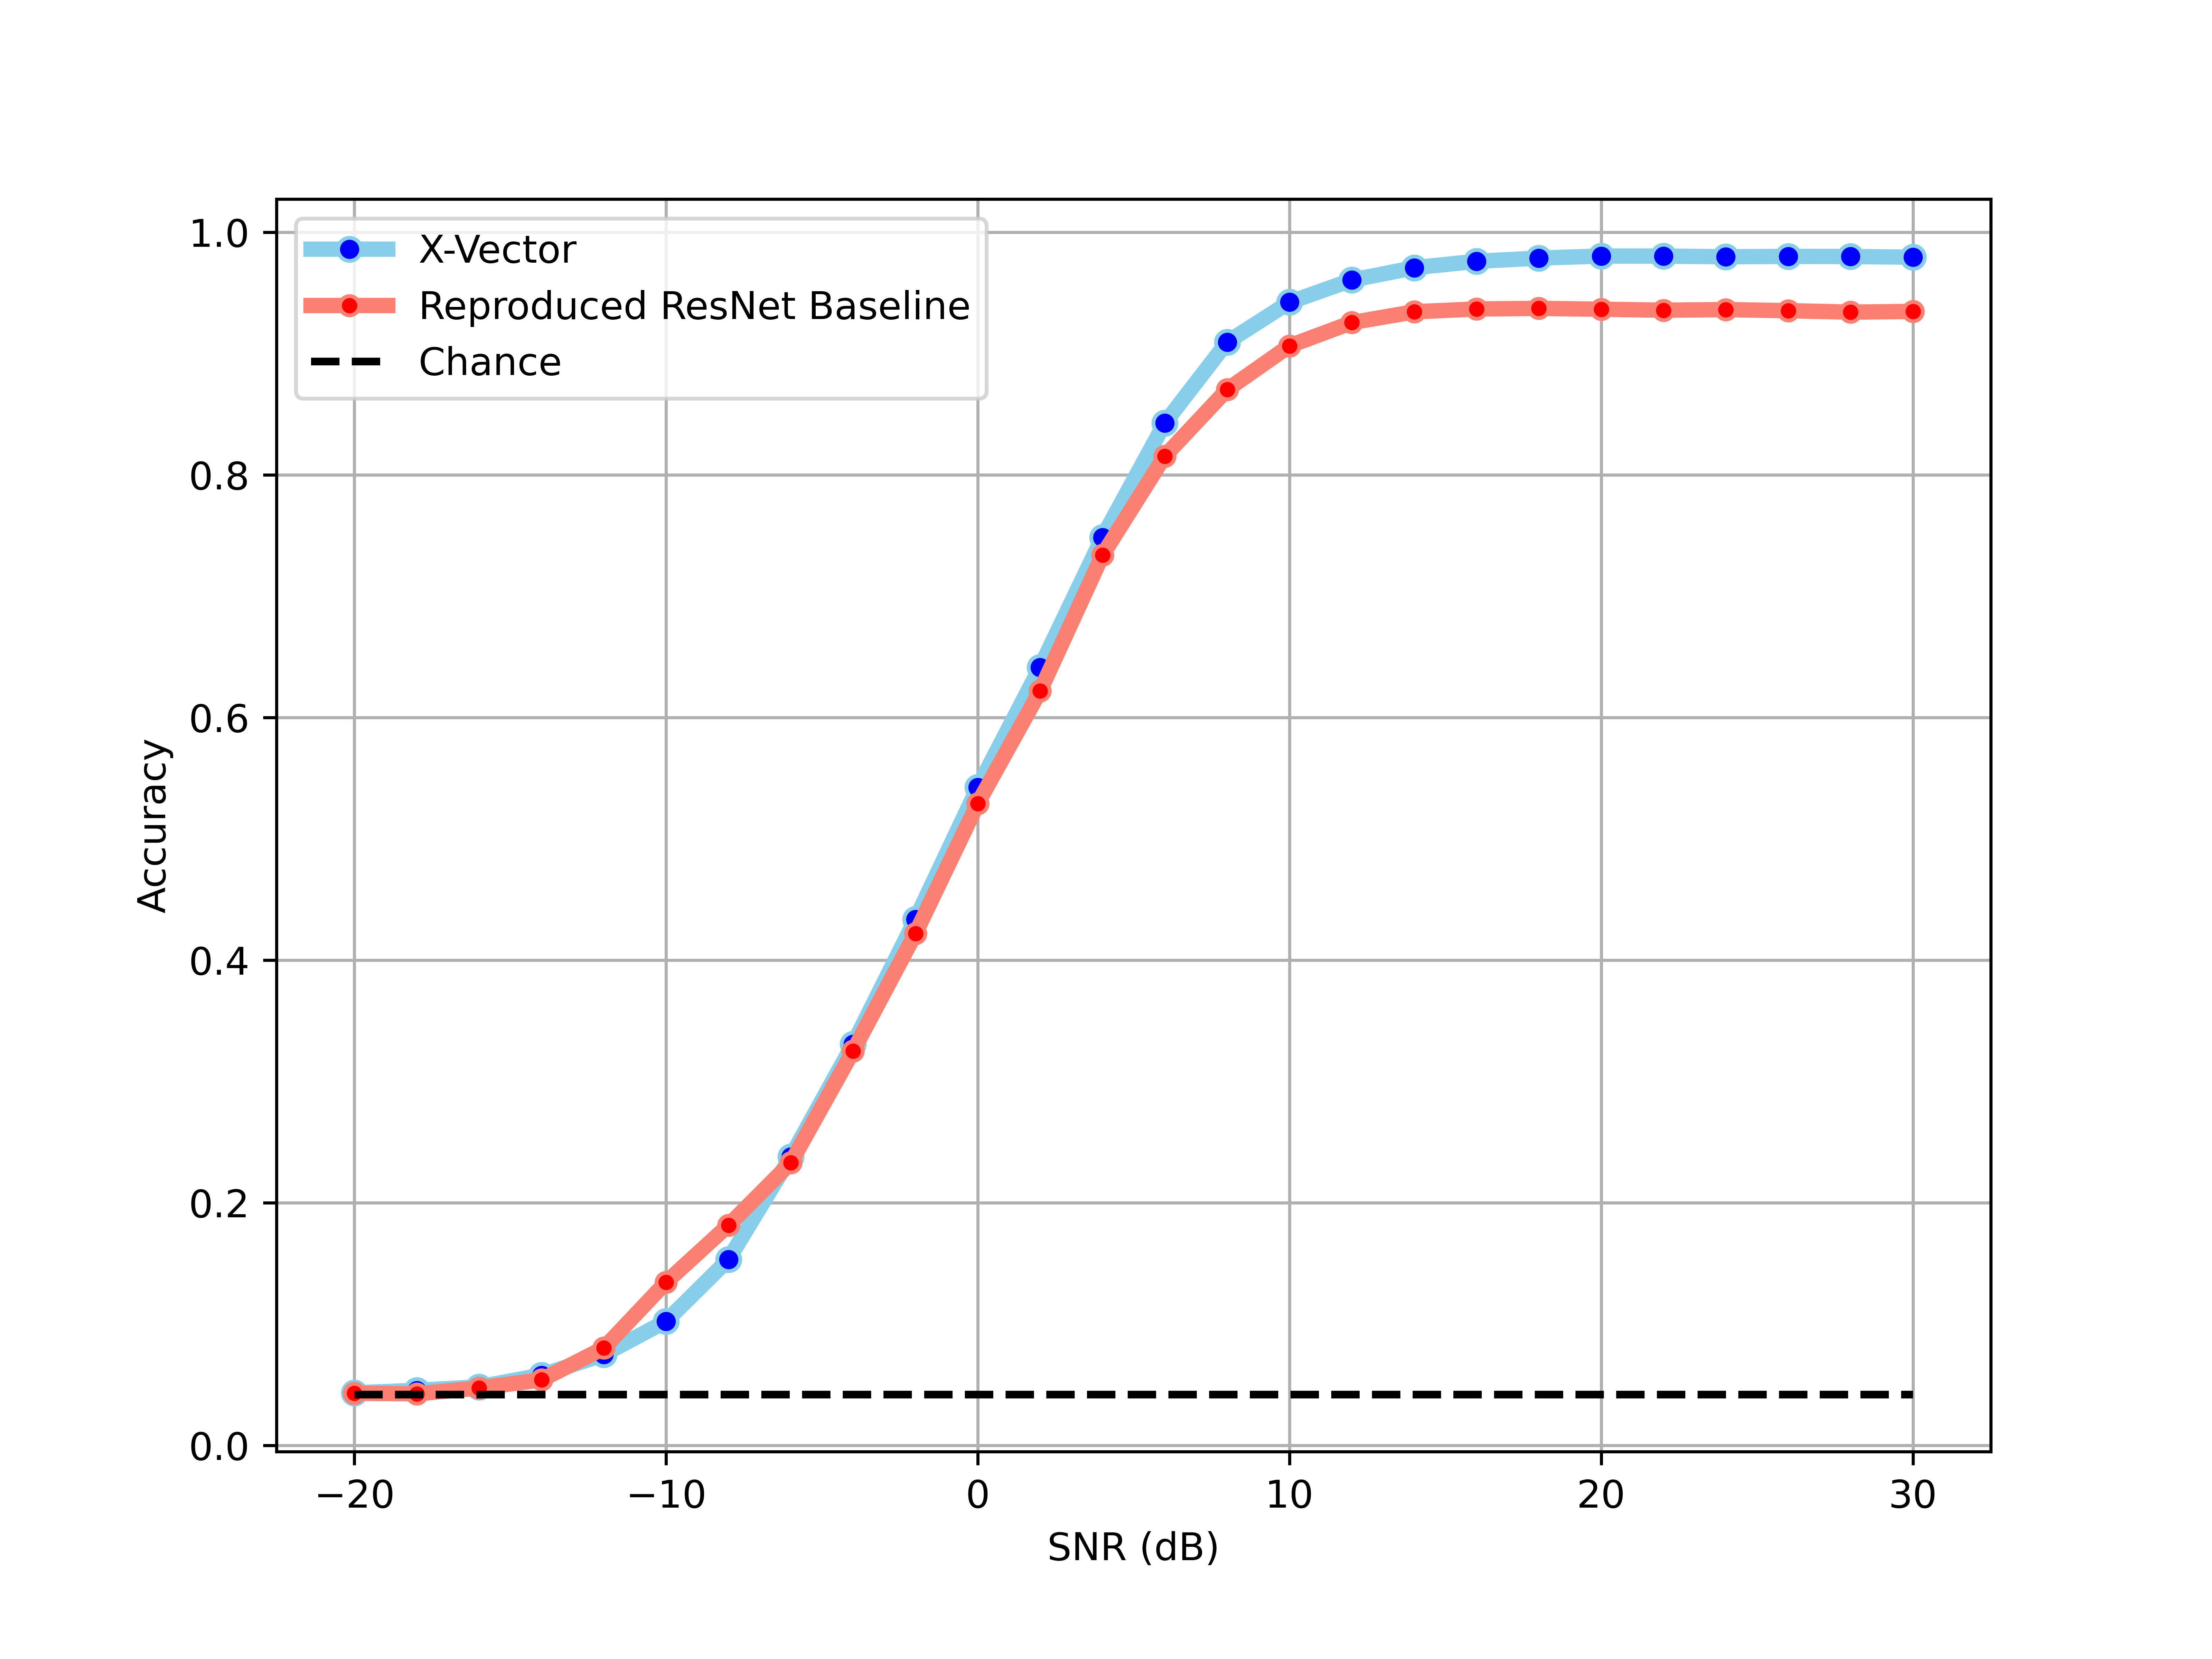 X-Vector
Reproduced ResNet Baseline
Chance
1.0
0.8
0.6
0.4
0.2
0.0
Accuracy
−20
−10
0
10
20
30
SNR (dB)